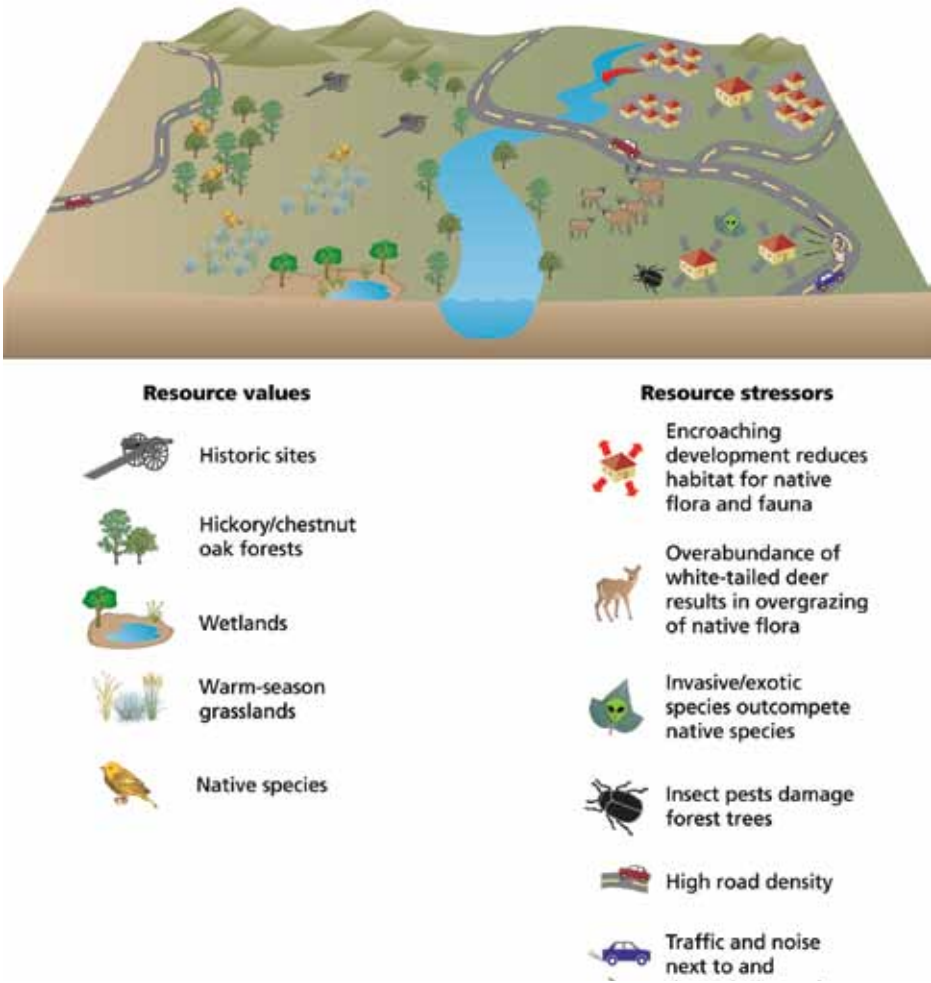 Resource values
Historic sites
Hickory/chestnut
oak forests
Wetlands
Warm-season
grasslands
Native species
Resource stressors
Encroaching
development reduces
habitat for native
flora and fauna
Overabundance of
white-tailed deer
results in overgrazing
of native flora
Invasive/exotic
species outcompete
native species
Insect pests damage
forest trees
High road density
Traffic and noise
next to and